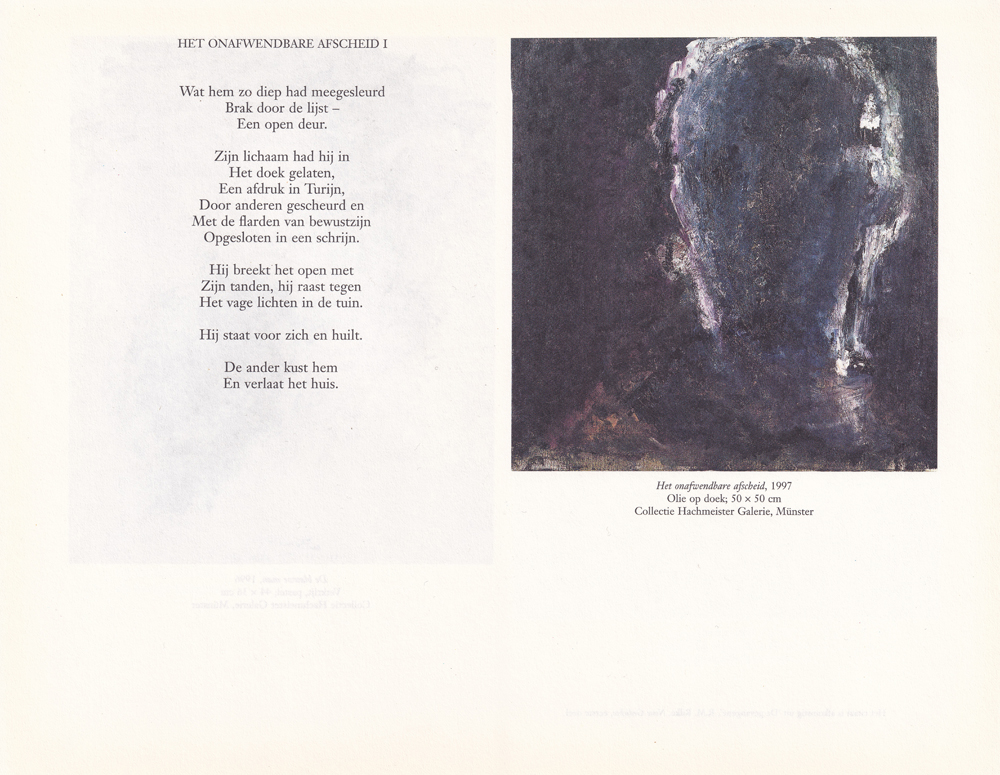 HET ONAFWENDBARE AFSCHEID I
Wat hem zo diep had meegesleurd
Brak door de lijst –
Een open deur.
Zijn lichaam had hij in
Het doek gelaten,
Een afdruk in Turijn,
Door anderen gescheurd en
Met de flarden van bewustzijn
Opgesloten in een schrijn.
Hij breekt het open met
Zijn tanden, hij raast tegen
Het vage lichten in de tuin.
Hij staat voor zich en huilt.
De ander kust hem
En verlaat het huis.
Het onafwendbare afscheid, 1997
Olie op doek; 50 × 50 cm
Collectie Hachmeister Galerie, Münster